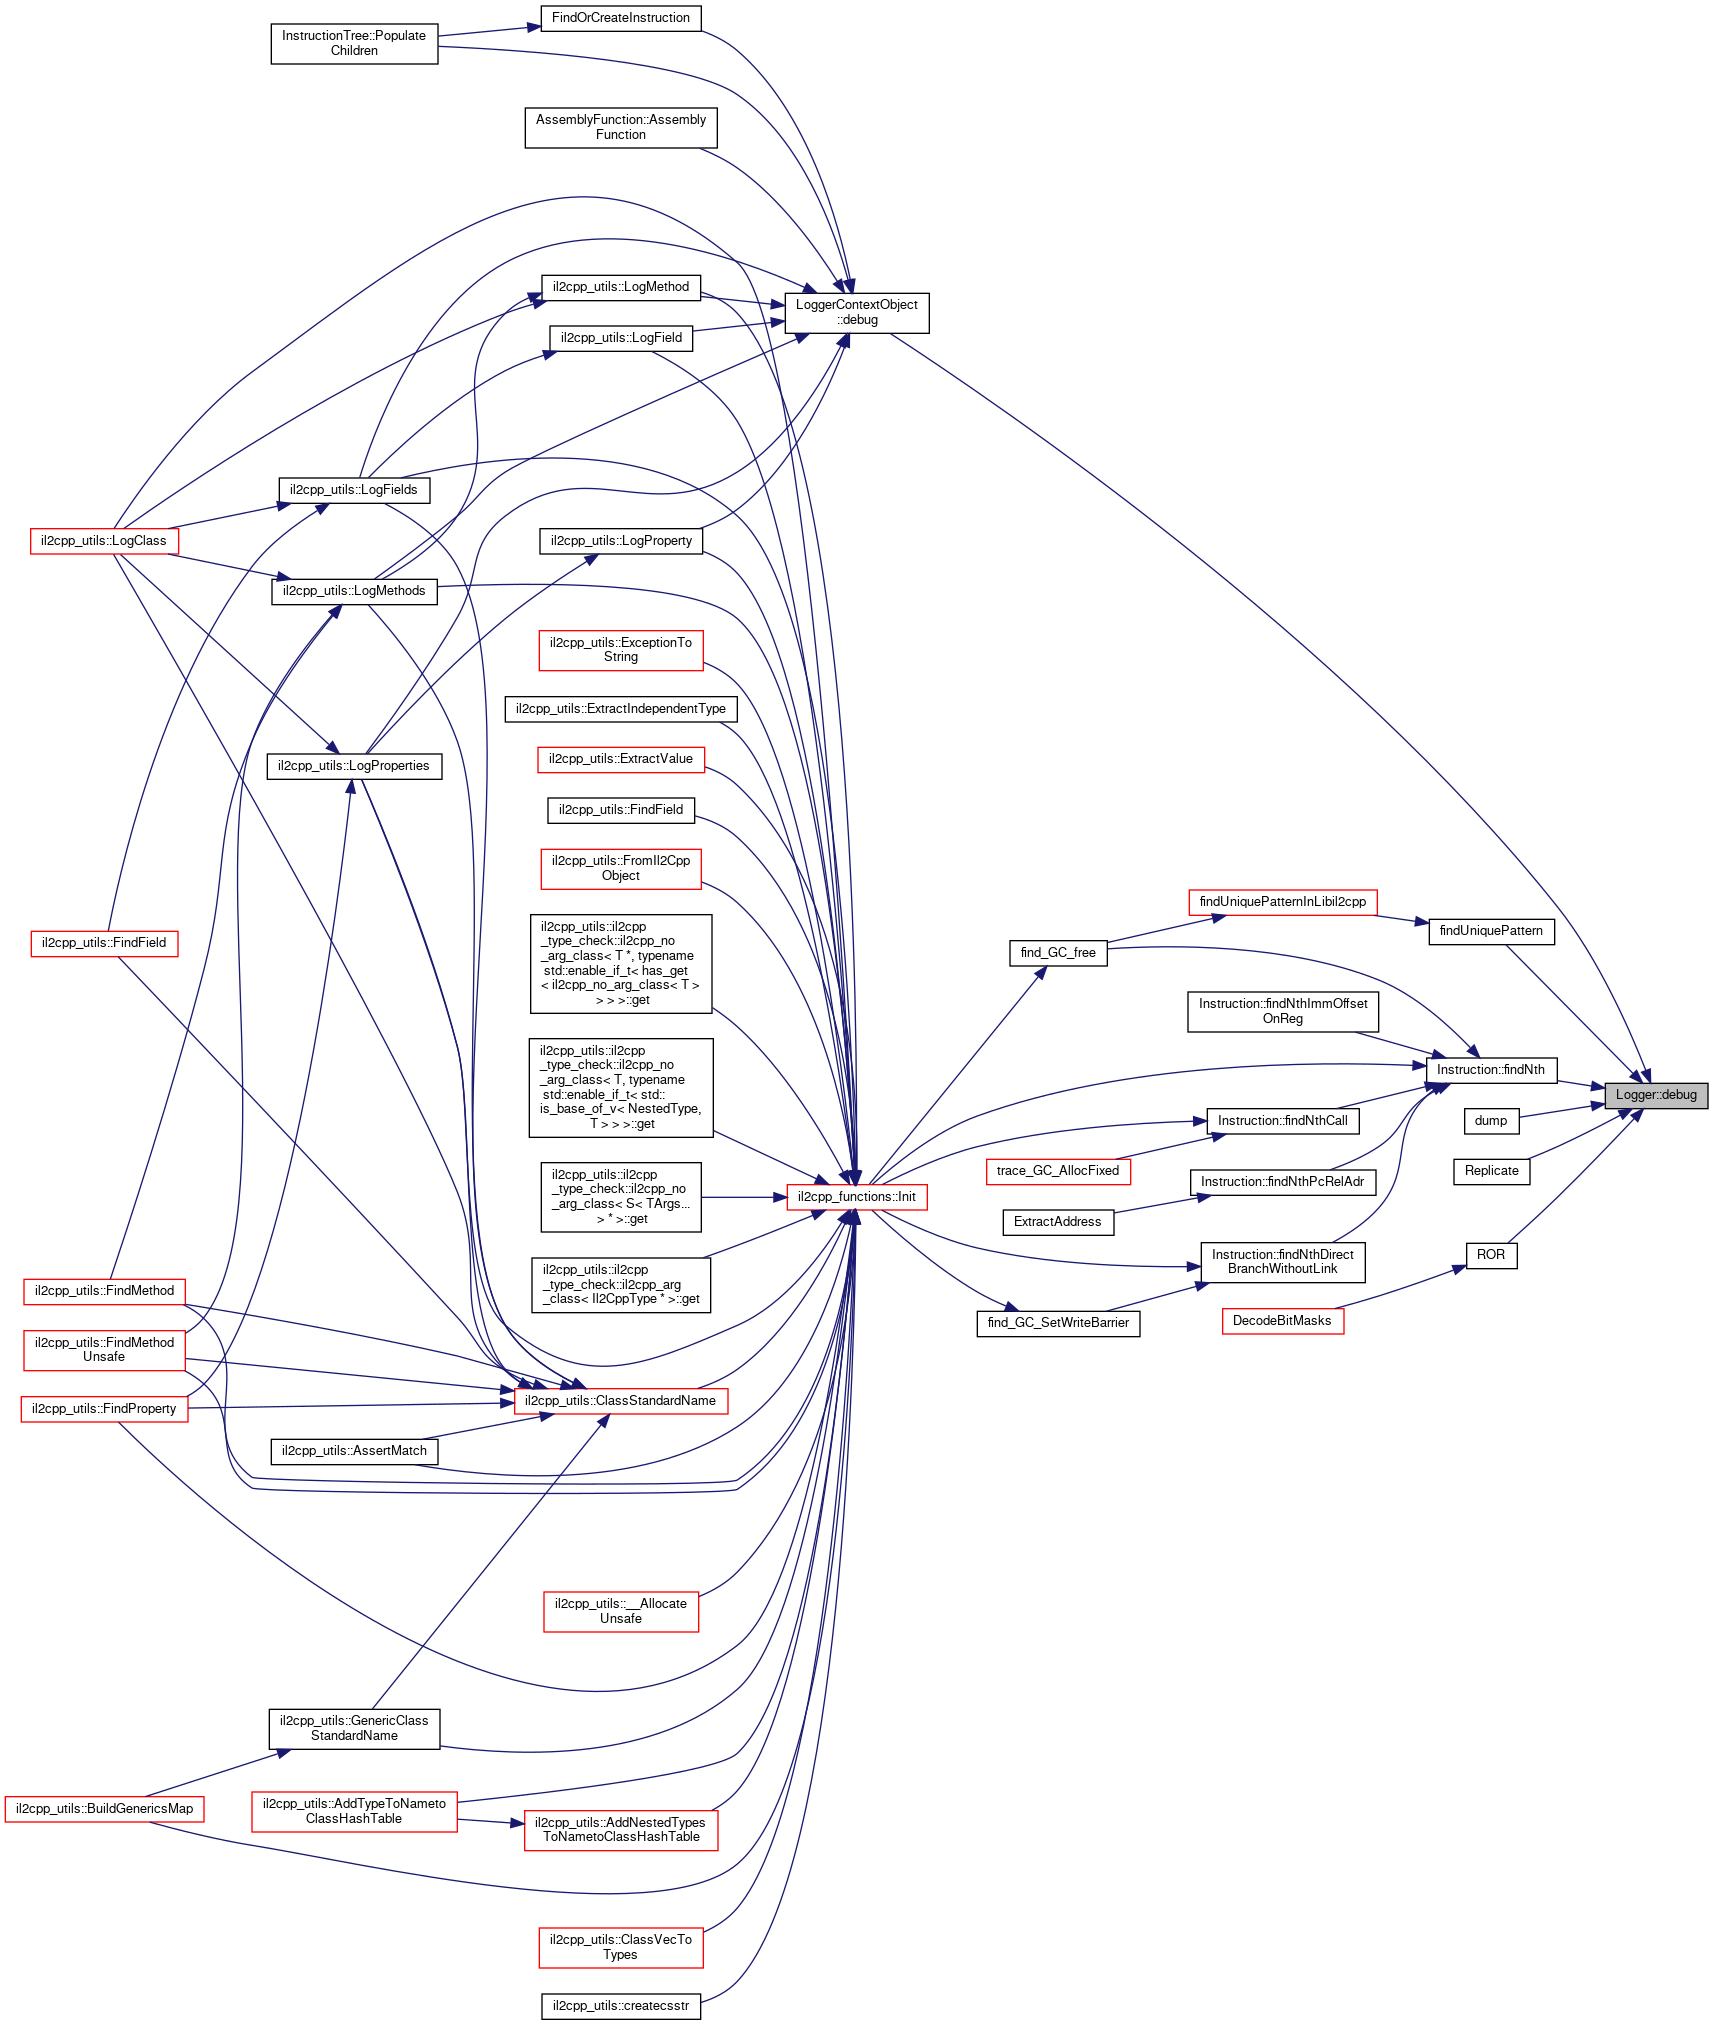 FindOrCreateInstruction
InstructionTree::Populate
Children
AssemblyFunction::Assembly
Function
il2cpp_utils::LogMethod
LoggerContextObject
::debug
il2cpp_utils::LogField
il2cpp_utils::LogFields
il2cpp_utils::LogClass
il2cpp_utils::LogProperty
il2cpp_utils::LogMethods
il2cpp_utils::ExceptionTo
String
il2cpp_utils::ExtractIndependentType
il2cpp_utils::ExtractValue
il2cpp_utils::LogProperties
il2cpp_utils::FindField
il2cpp_utils::FromIl2Cpp
Object
findUniquePatternInLibil2cpp
findUniquePattern
il2cpp_utils::FindField
find_GC_free
il2cpp_utils::il2cpp
_type_check::il2cpp_no
_arg_class< T *, typename
std::enable_if_t< has_get
< il2cpp_no_arg_class< T >
> > >::get
Instruction::findNthImmOffset
OnReg
Instruction::findNth
Logger::debug
il2cpp_utils::il2cpp
_type_check::il2cpp_no
_arg_class< T, typename
std::enable_if_t< std::
is_base_of_v< NestedType,
T > > >::get
Instruction::findNthCall
dump
trace_GC_AllocFixed
Replicate
Instruction::findNthPcRelAdr
il2cpp_utils::il2cpp
_type_check::il2cpp_no
_arg_class< S< TArgs...
> * >::get
il2cpp_functions::Init
ExtractAddress
Instruction::findNthDirect
BranchWithoutLink
ROR
il2cpp_utils::il2cpp
_type_check::il2cpp_arg
_class< Il2CppType * >::get
il2cpp_utils::FindMethod
find_GC_SetWriteBarrier
DecodeBitMasks
il2cpp_utils::FindMethod
Unsafe
il2cpp_utils::ClassStandardName
il2cpp_utils::FindProperty
il2cpp_utils::AssertMatch
il2cpp_utils::__Allocate
Unsafe
il2cpp_utils::GenericClass
StandardName
il2cpp_utils::BuildGenericsMap
il2cpp_utils::AddTypeToNameto
ClassHashTable
il2cpp_utils::AddNestedTypes
ToNametoClassHashTable
il2cpp_utils::ClassVecTo
Types
il2cpp_utils::createcsstr